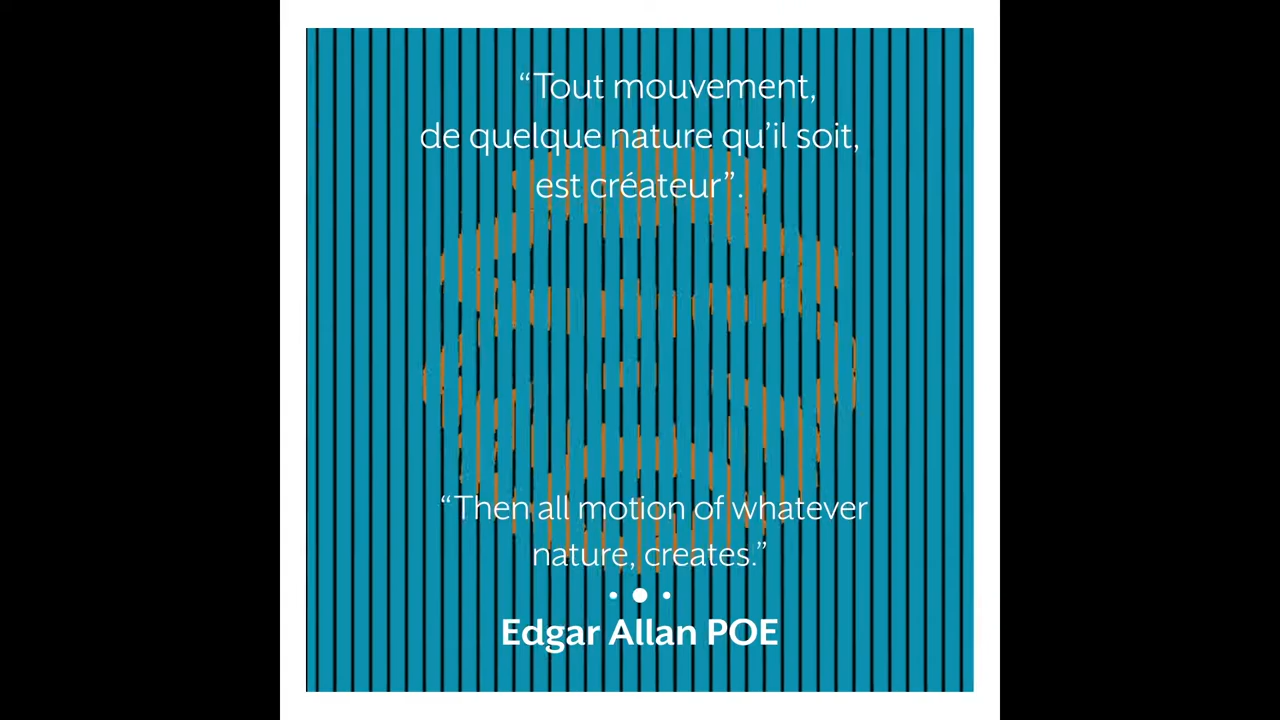 “Tout mouvement,
de quelque nature qu’il soit,
est créateur”.
“Then all motion of whatever
nature, creates.”
Edgar Allan POE